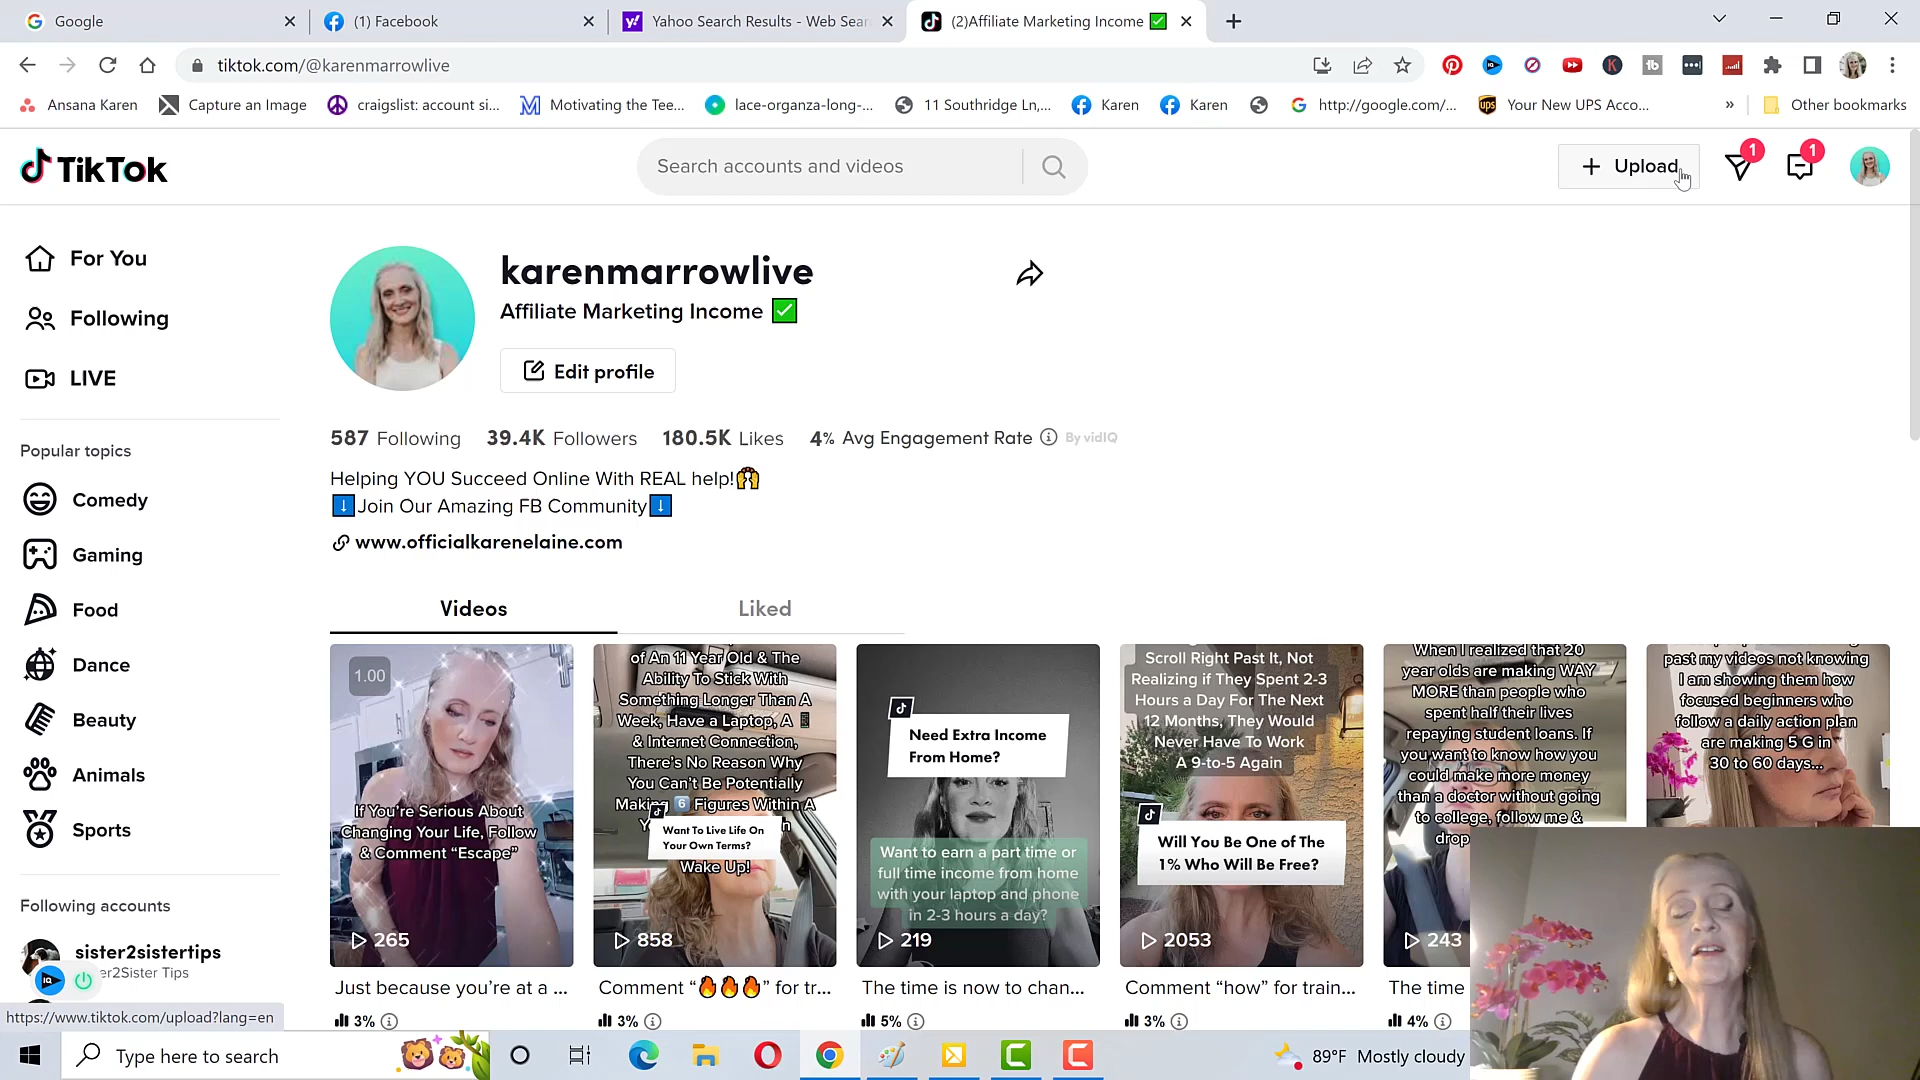 Google
(1) Facebook
Yahoo Search Results - Web Sear
(2)Affiliate Marketing Income ✅
tiktok.com/@karenmarrowlive
Ansana Karen
Capture an Image
craigslist: account si...
Motivating the Tee...
lace-organza-long-...
11 Southridge Ln,...
Karen
Karen
http://google.com/...
Your New UPS Acco...
»
Other bookmarks
TikTok
Search accounts and videos
+ Upload
1
1
For You
Following
LIVE
Popular topics
Comedy
Gaming
Food
Dance
Beauty
Animals
Sports
Following accounts
sister2sistertips
er2Sister Tips
https://www.tiktok.com/upload?lang=en
karenmarrowlive
Affiliate Marketing Income ✅
Edit profile
587 Following 39.4K Followers 180.5K Likes 4% Avg Engagement Rate By vidIQ
Helping YOU Succeed Online With REAL help!🙌
⬇️Join Our Amazing FB Community⬇️
www.officialkarenelaine.com
Videos
Liked
1.00
If You're Serious About
Changing Your Life, Follow
& Comment "Escape"
265
Just because you're at a ...
3%
of An 11 Year Old & The
Ability To Stick With
Something Longer Than A
Week, Have a Laptop, A 📱
& Internet Connection,
There's No Reason Why
You Can't Be Potentially
Making 6️⃣ Figures Within A
Want To Live Life On
Your Own Terms?
Wake Up!
858
Comment "🔥🔥🔥" for tr...
3%
Need Extra Income
From Home?
Want to earn a part time or
full time income from home
with your laptop and phone
in 2-3 hours a day?
219
The time is now to chan...
5%
Scroll Right Past It, Not
Realizing if They Spent 2-3
Hours a Day For The Next
12 Months, They Would
Never Have To Work
A 9-to-5 Again
Will You Be One of The
1% Who Will Be Free?
2053
Comment "how" for train...
3%
When I realized that 20
year olds are making WAY
MORE than people who
spent half their lives
repaying student loans. If
you want to know how you
could make more money
than a doctor without going
to college, follow me &
drop
243
The time
4%
past my videos not knowing
I am showing them how
focused beginners who
follow a daily action plan
are making 5 G in
30 to 60 days...
Type here to search
89°F Mostly cloudy